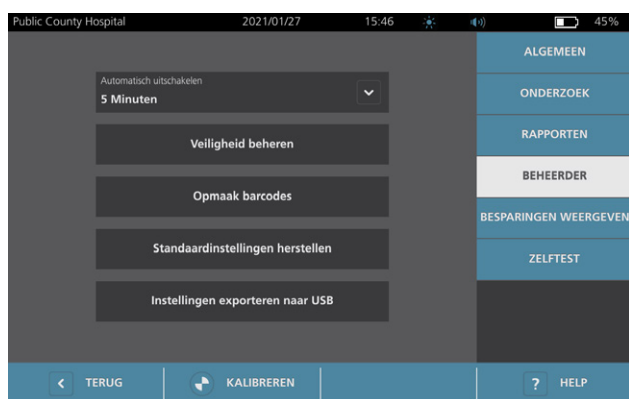 Public County Hospital 2021/01/27 15:46 45%
ALGEMEEN
Automatisch uitschakelen
5 Minuten
ONDERZOEK
Veiligheid beheren
RAPPORTEN
Opmaak barcodes
BEHEERDER
BESPARINGEN WEERGEVEN
Standaardinstellingen herstellen
ZELFTEST
Instellingen exporteren naar USB
TERUG KALIBREREN ? HELP